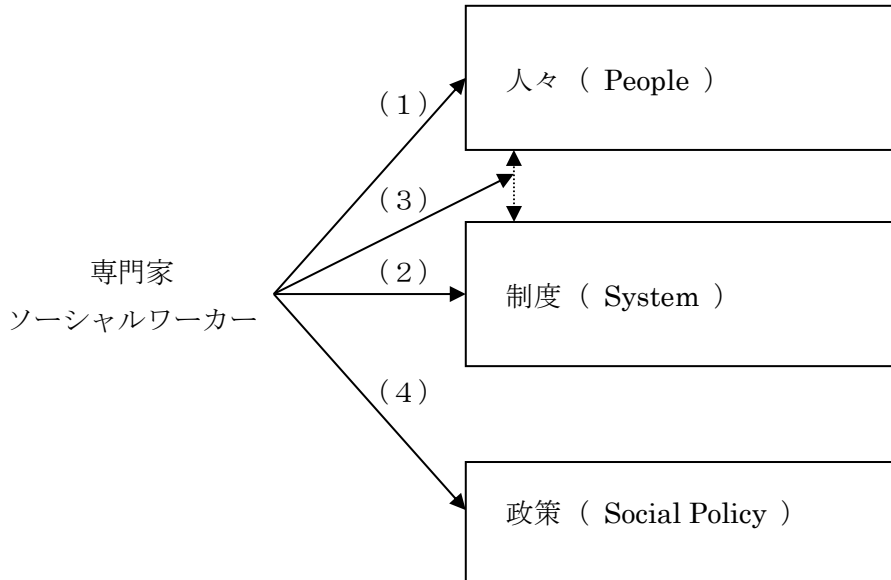 人々（ People ）
（１）
（３）
専門家
（２）
制度（ System ）
ソーシャルワーカー
（４）
政策（ Social Policy ）